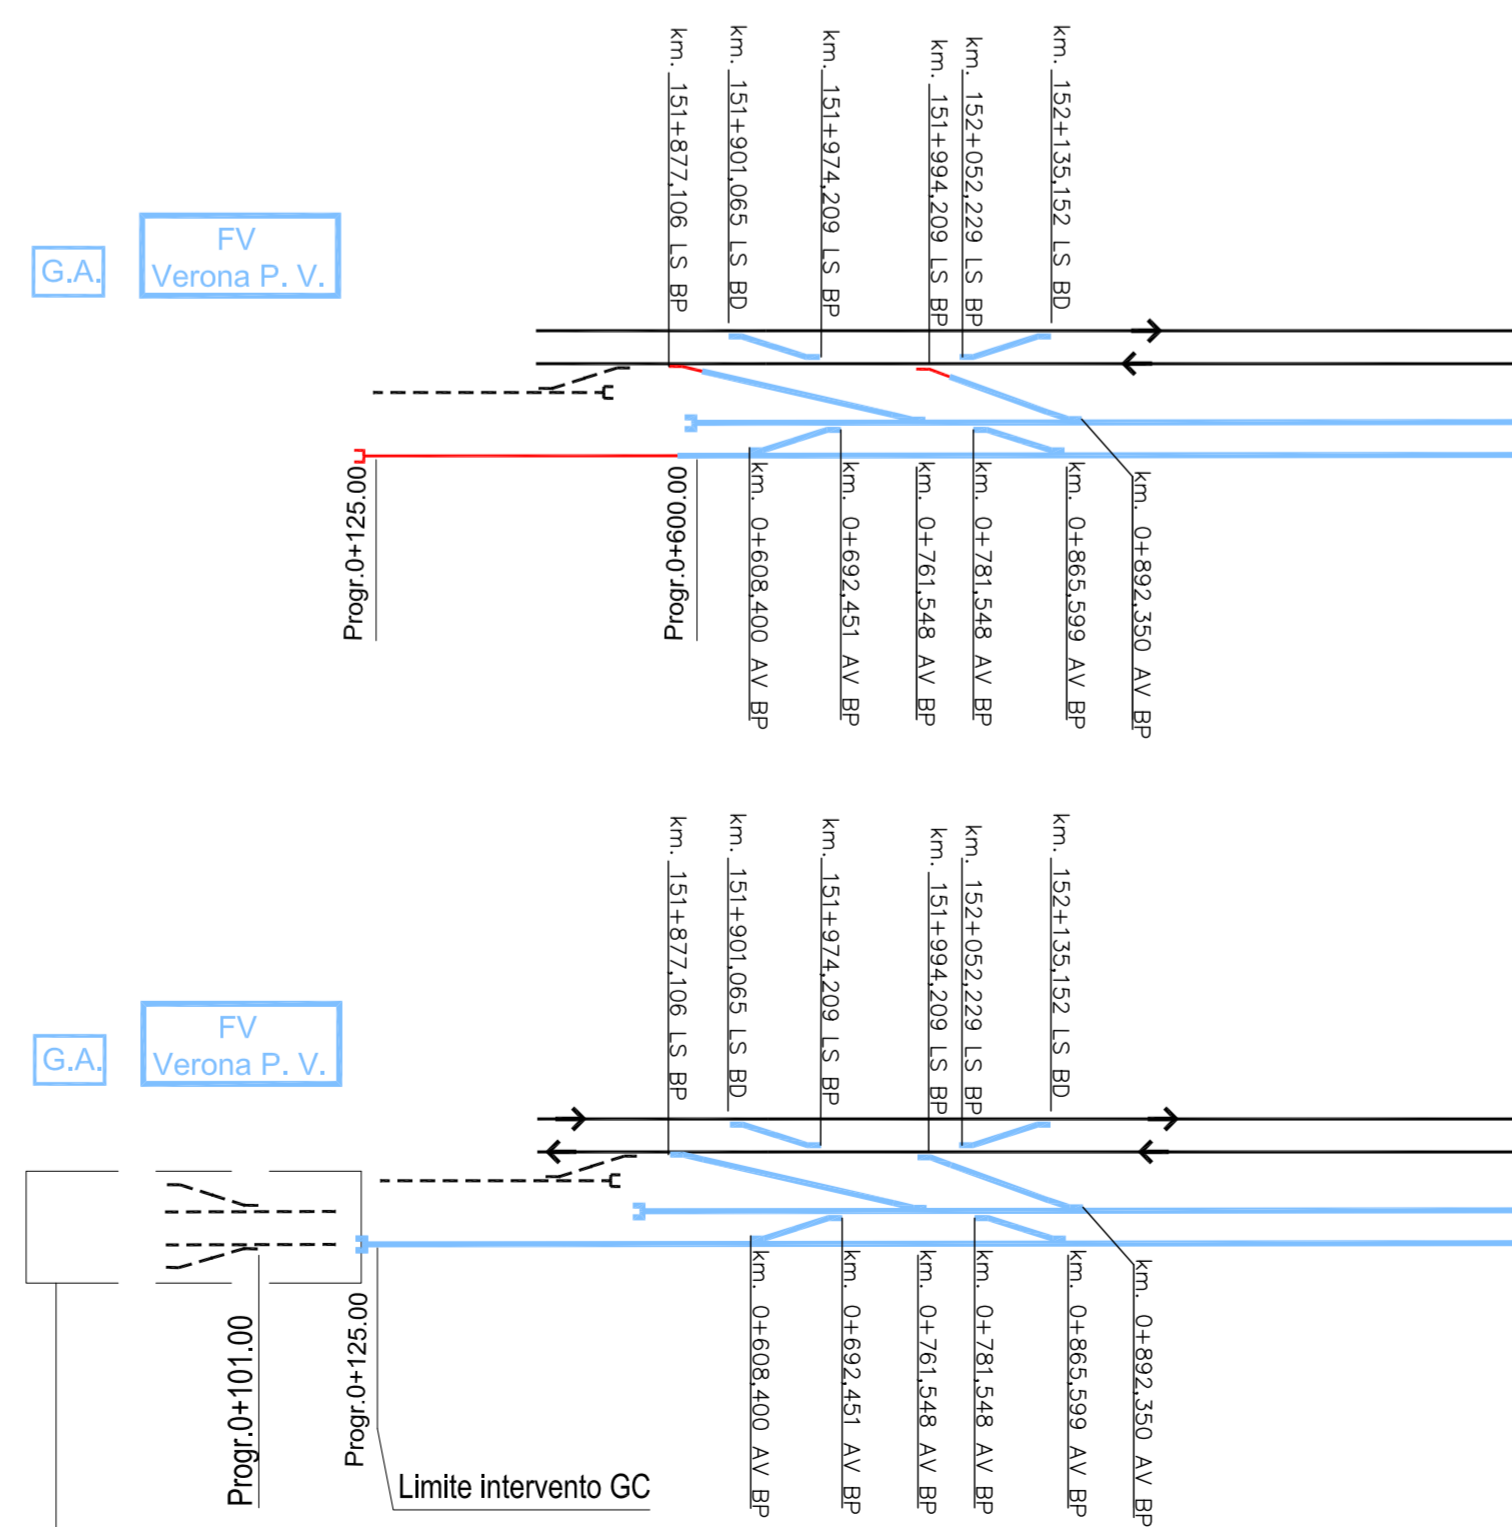 km. 151+877,106 LS BP
km. 151+901,065 LS BD
km. 151+974,209 LS BP
km. 151+994,209 LS BP
km. 152+052,229 LS BP
km. 152+135,152 LS BD
G.A.
FV
Verona P. V.
Progr.0+125.00
Progr.0+600.00
km. 0+608,400 AV BP
km. 0+692,451 AV BP
km. 0+761,548 AV BP
km. 0+781,548 AV BP
km. 0+865,599 AV BP
km. 0+892,350 AV BP
km. 151+877,106 LS BP
km. 151+901,065 LS BD
km. 151+974,209 LS BP
km. 151+994,209 LS BP
km. 152+052,229 LS BP
km. 152+135,152 LS BD
G.A.
FV
Verona P. V.
Progr.0+101.00
Progr.0+125.00
Limite intervento GC
km. 0+608,400 AV BP
km. 0+692,451 AV BP
km. 0+761,548 AV BP
km. 0+781,548 AV BP
km. 0+865,599 AV BP
km. 0+892,350 AV BP